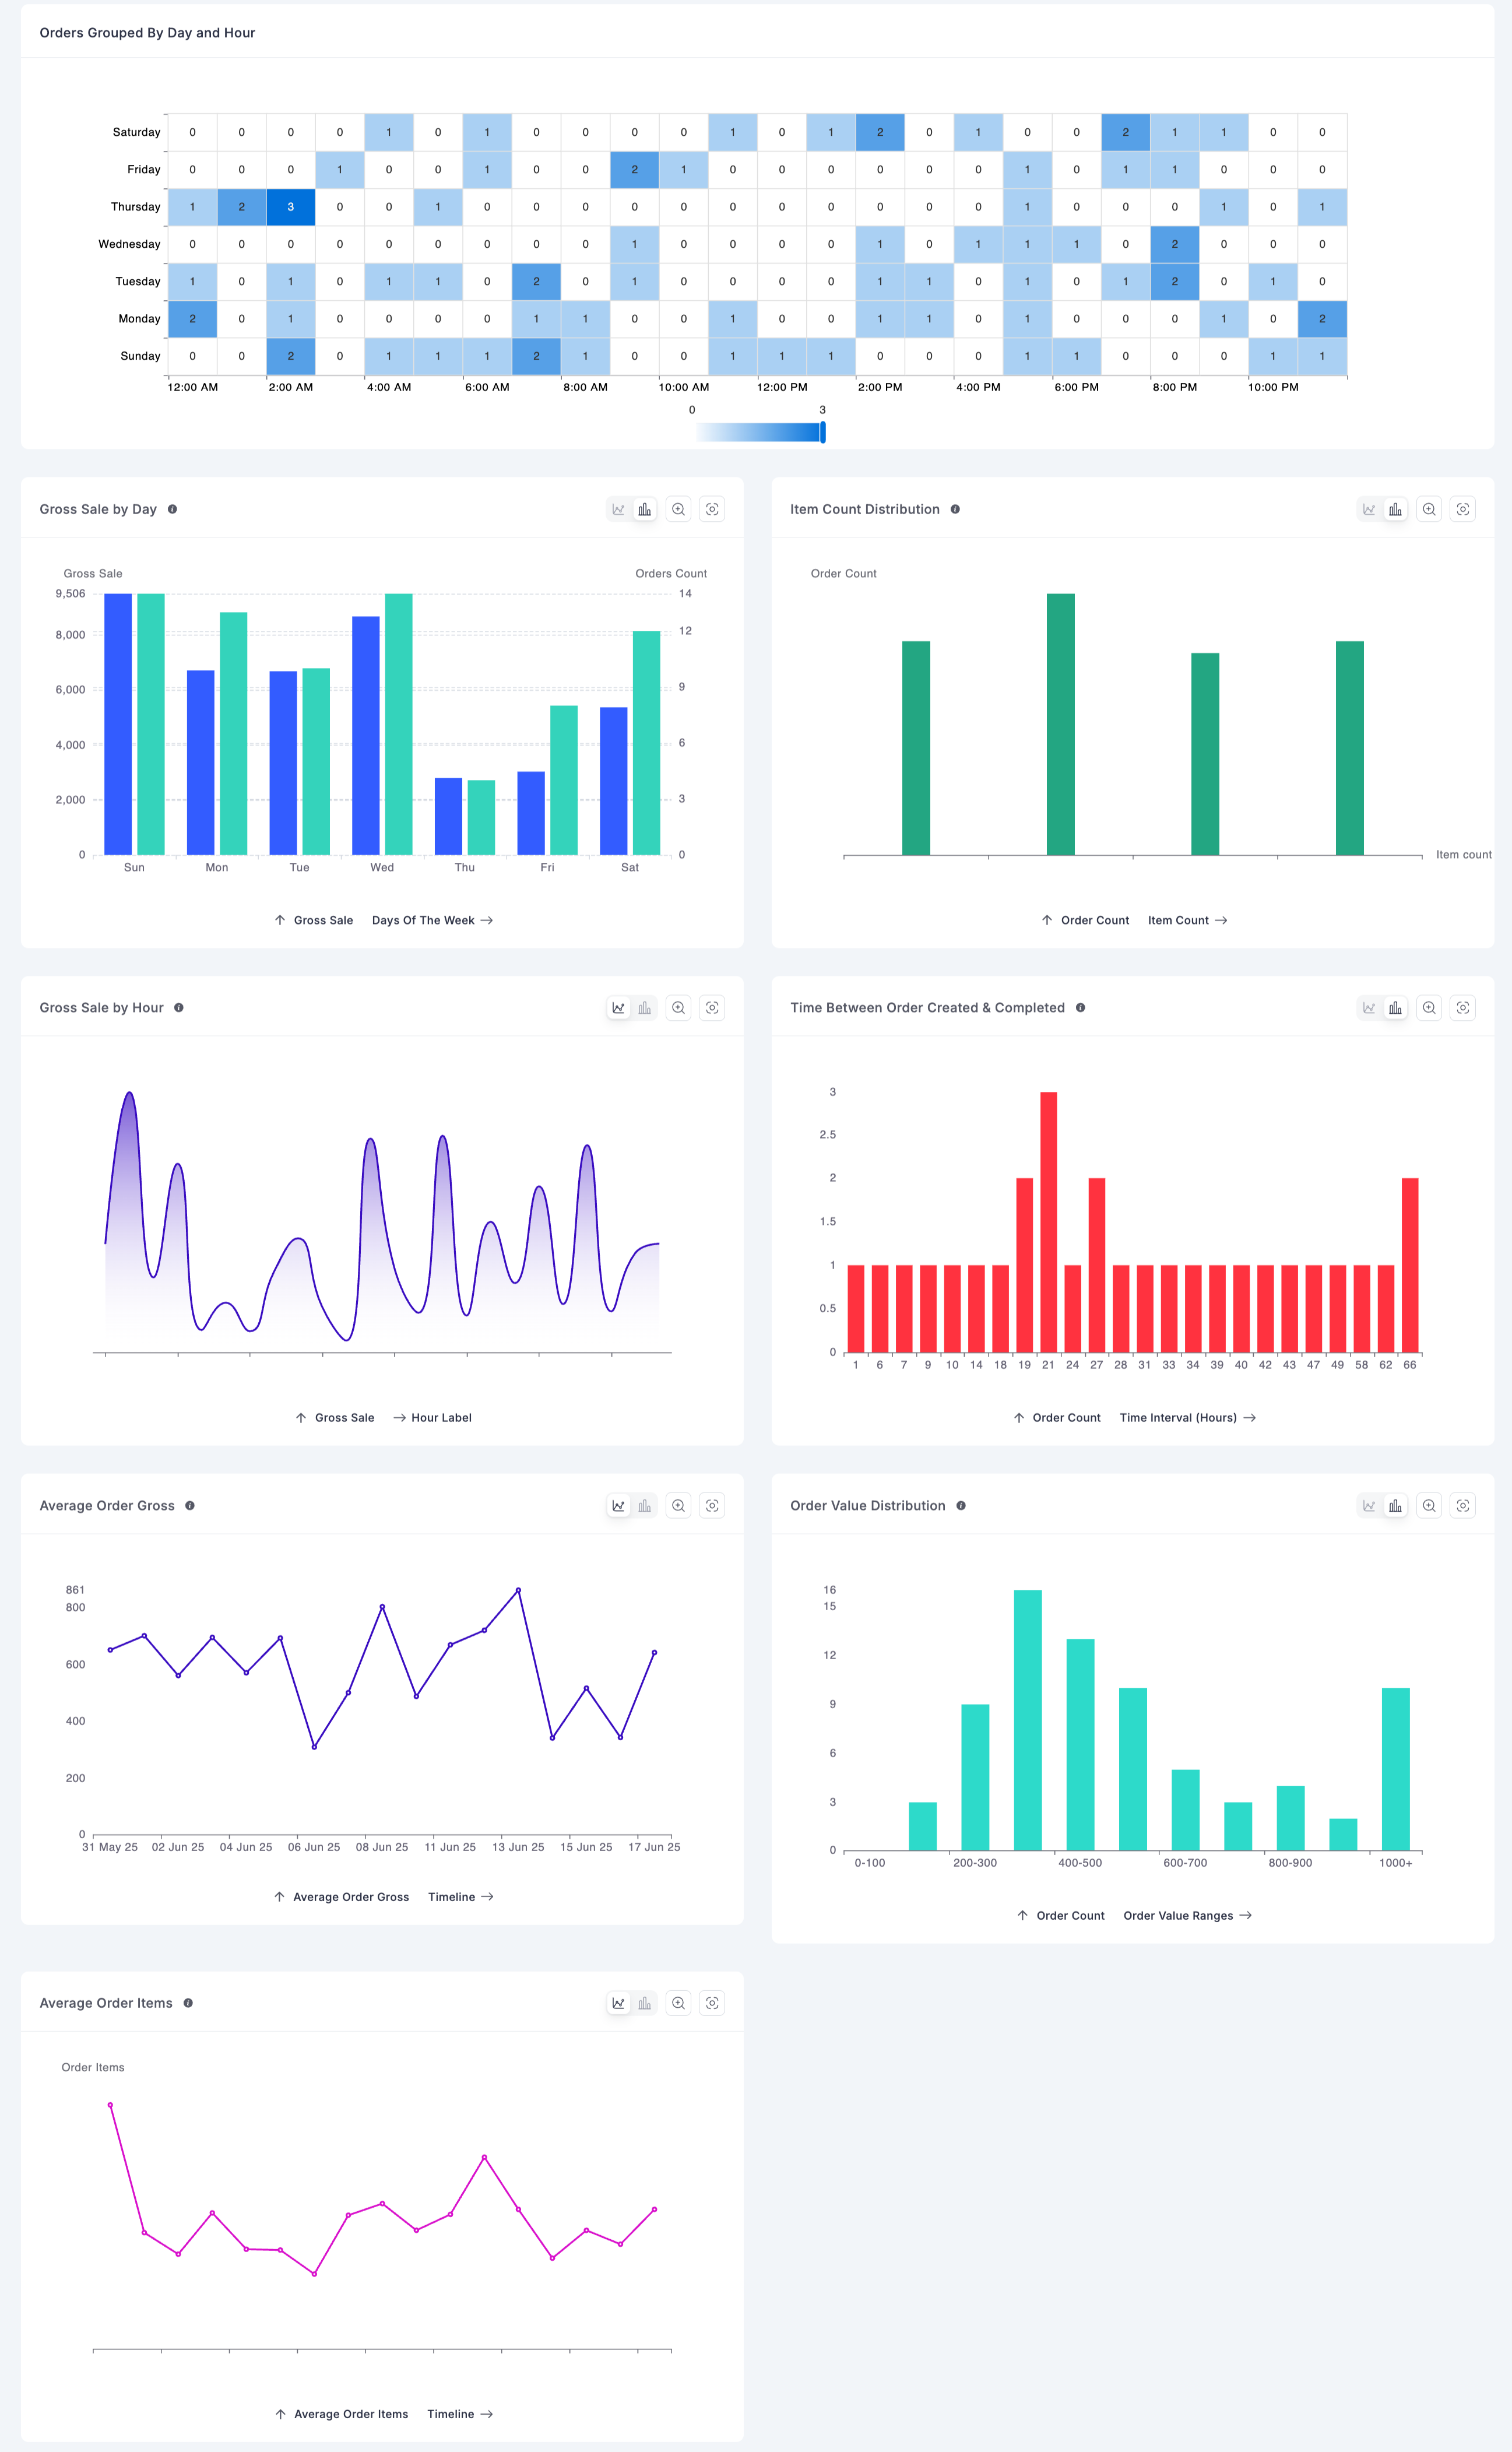 Orders Grouped By Day and Hour
Saturday 0 0 0 0 1 0 1 0 0 0 0 1 0 1 2 0 1 0 0 2 1 1 0 0
Friday 0 0 0 1 0 0 1 0 0 2 1 0 0 0 0 0 0 1 0 1 1 0 0 0
Thursday 1 2 3 0 0 1 0 0 0 0 0 0 0 0 0 0 0 1 0 0 0 1 0 1
Wednesday 0 0 0 0 0 0 0 0 0 1 0 0 0 0 1 0 1 1 1 0 2 0 0 0
Tuesday 1 0 1 0 1 1 0 2 0 1 0 0 0 0 1 1 0 1 0 1 2 0 1 0
Monday 2 0 1 0 0 0 0 1 1 0 0 1 0 0 1 1 0 1 0 0 0 1 0 2
Sunday 0 0 2 0 1 1 1 2 1 0 0 1 1 1 0 0 0 1 1 0 0 0 1 1
12:00 AM 2:00 AM 4:00 AM 6:00 AM 8:00 AM 10:00 AM 12:00 PM 2:00 PM 4:00 PM 6:00 PM 8:00 PM 10:00 PM
0 3
Gross Sale by Day
Gross Sale Orders Count
9,506 14
8,000 12
6,000 9
4,000 6
2,000 3
0 0
Sun Mon Tue Wed Thu Fri Sat
↑ Gross Sale Days Of The Week →
Item Count Distribution
Order Count
Item count
↑ Order Count Item Count →
Gross Sale by Hour
↑ Gross Sale → Hour Label
Time Between Order Created & Completed
3
2.5
2
1.5
1
0.5
0
1 6 7 9 10 14 18 19 21 24 27 28 31 33 34 39 40 42 43 47 49 58 62 66
↑ Order Count Time Interval (Hours) →
Average Order Gross
861
800
600
400
200
0
31 May 25 02 Jun 25 04 Jun 25 06 Jun 25 08 Jun 25 11 Jun 25 13 Jun 25 15 Jun 25 17 Jun 25
↑ Average Order Gross Timeline →
Order Value Distribution
16
15
12
9
6
3
0
0-100 200-300 400-500 600-700 800-900 1000+
↑ Order Count Order Value Ranges →
Average Order Items
Order Items
↑ Average Order Items Timeline →